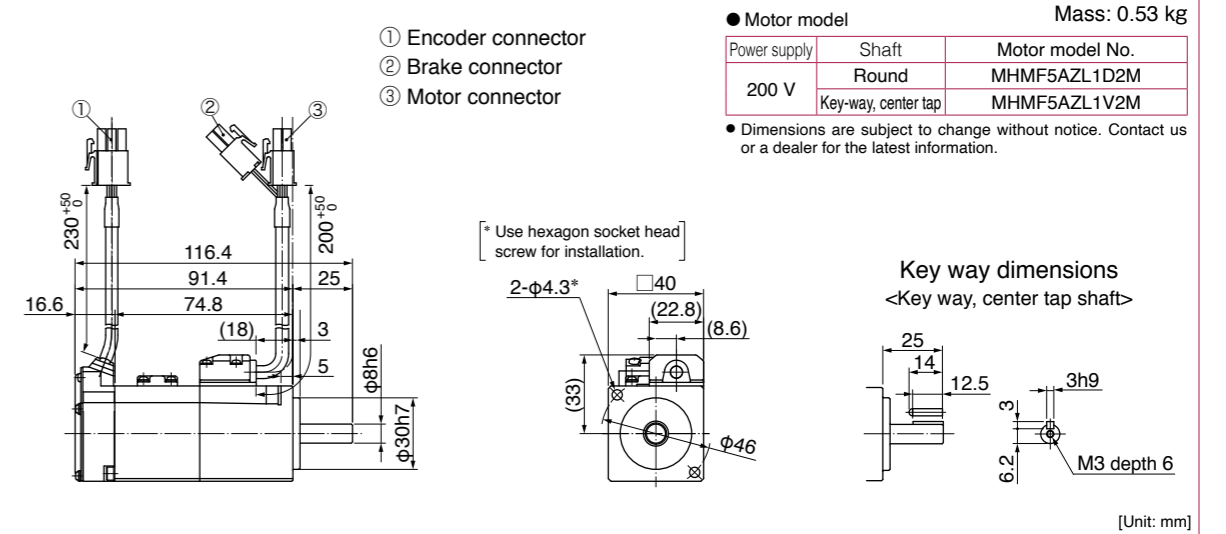 ① Encoder connector
② Brake connector
③ Motor connector
● Motor model
Mass: 0.53 kg
Power supply Shaft Motor model No.
200 V Round MHMF5AZL1D2M
Key-way, center tap MHMF5AZL1V2M
● Dimensions are subject to change without notice. Contact us
or a dealer for the latest information.
① ② ③
230 +50 0
200 +50 0
116.4
91.4 25
16.6 74.8
(18) 3
5
φ8h6
φ30h7
* Use hexagon socket head
screw for installation.
2-φ4.3*
□40
(22.8)
(8.6)
(33)
φ46
Key way dimensions
<Key way, center tap shaft>
25
14
12.5
3h9
3
6.2
M3 depth 6
[Unit: mm]